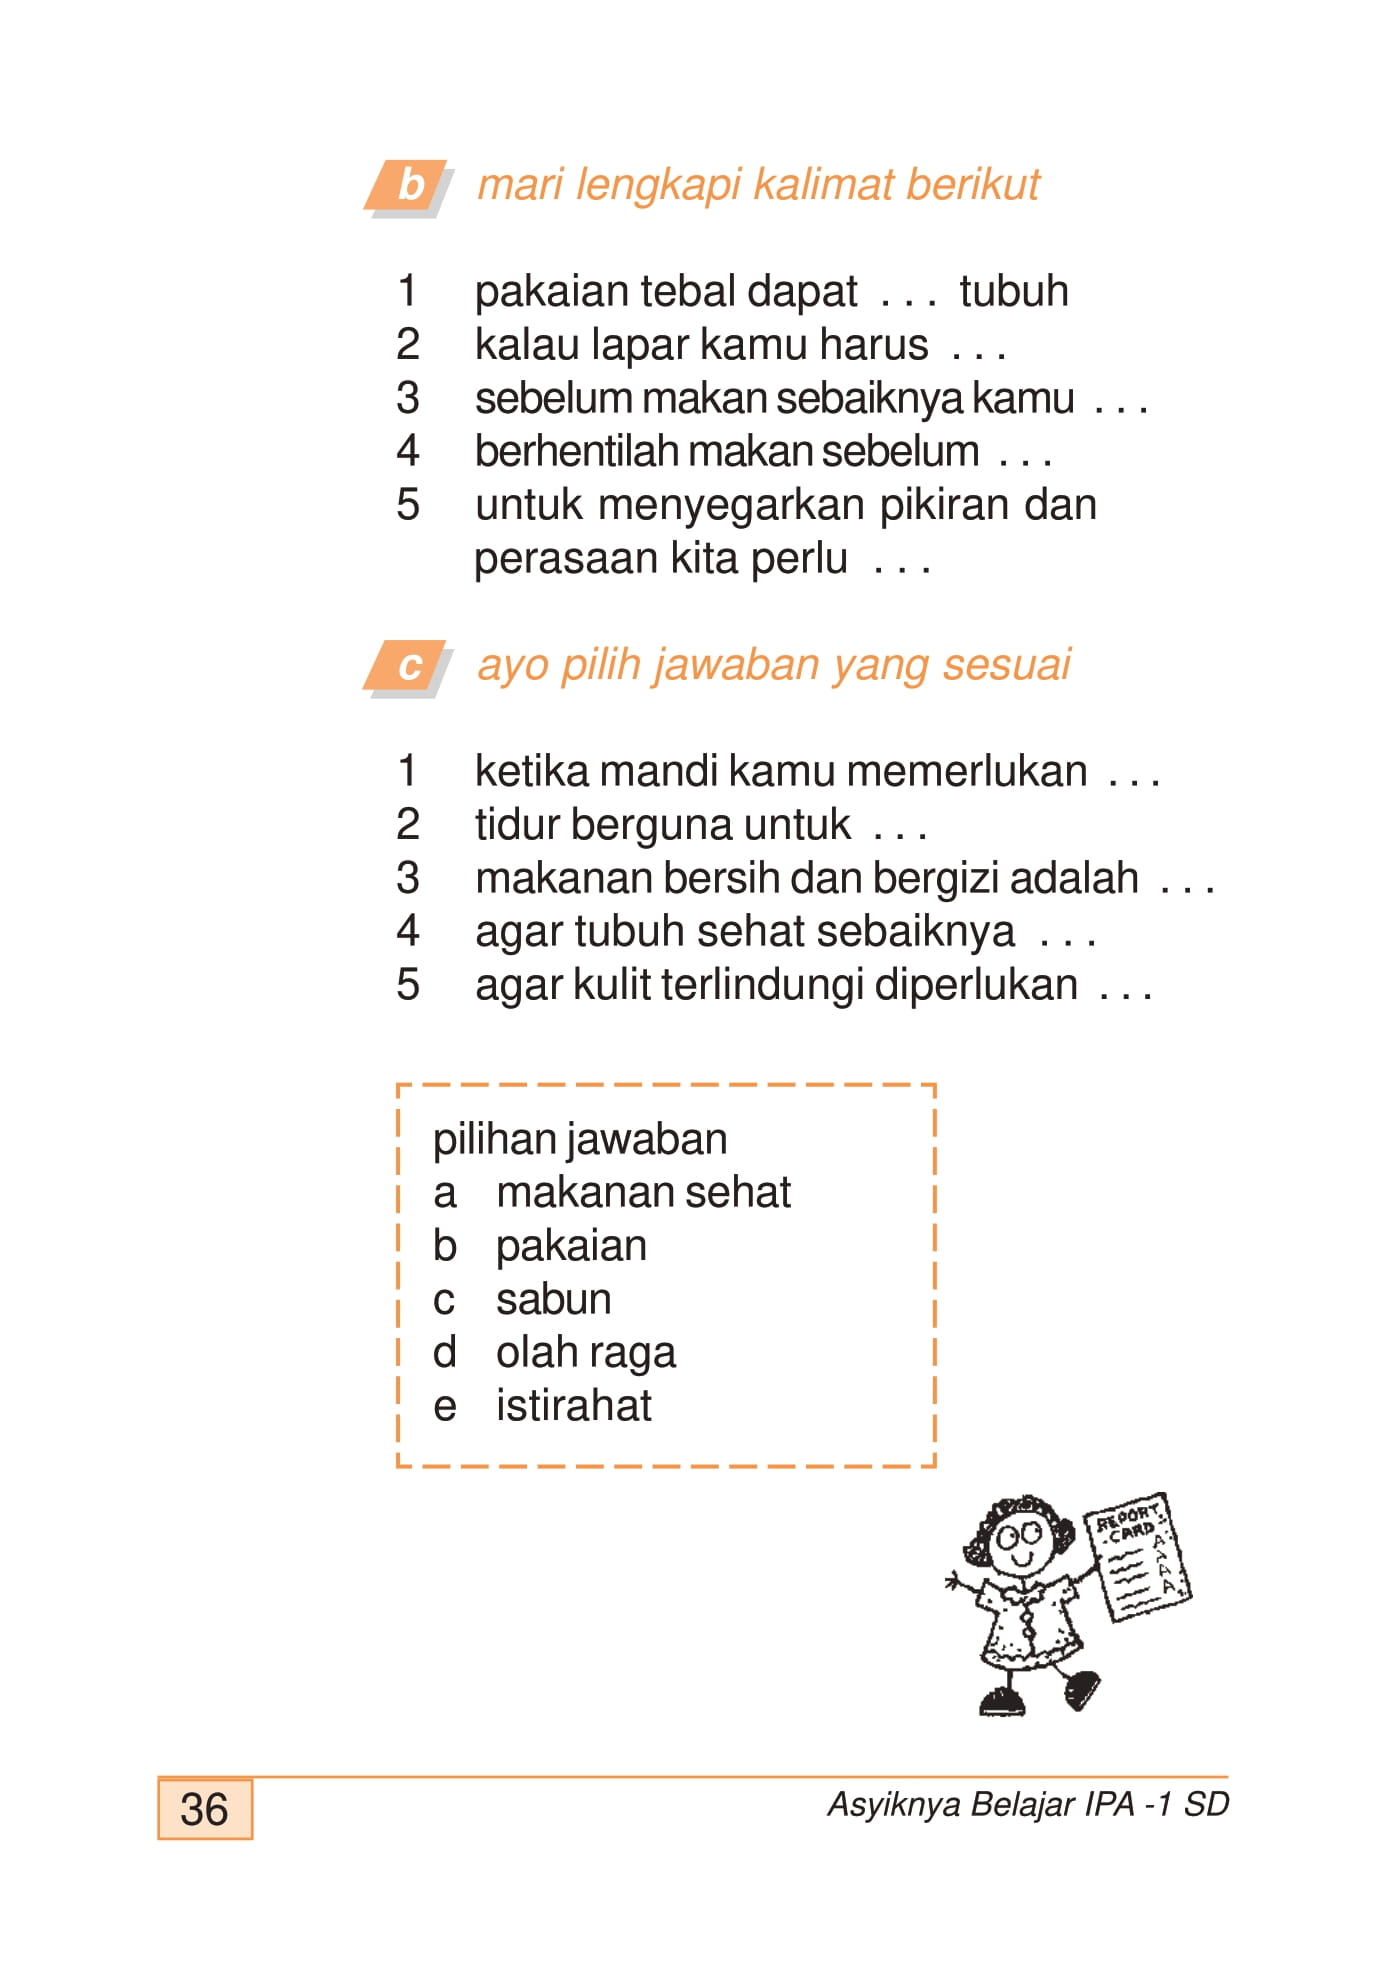 b mari lengkapi kalimat berikut
1 pakaian tebal dapat . . . tubuh
2 kalau lapar kamu harus . . .
3 sebelum makan sebaiknya kamu . . .
4 berhentilah makan sebelum . . .
5 untuk menyegarkan pikiran dan
perasaan kita perlu . . .
c ayo pilih jawaban yang sesuai
1 ketika mandi kamu memerlukan . . .
2 tidur berguna untuk . . .
3 makanan bersih dan bergizi adalah . . .
4 agar tubuh sehat sebaiknya . . .
5 agar kulit terlindungi diperlukan . . .
pilihan jawaban
a makanan sehat
b pakaian
c sabun
d olah raga
e istirahat
REPORT
CARD
A
A
A
A
36 Asyiknya Belajar IPA -1 SD